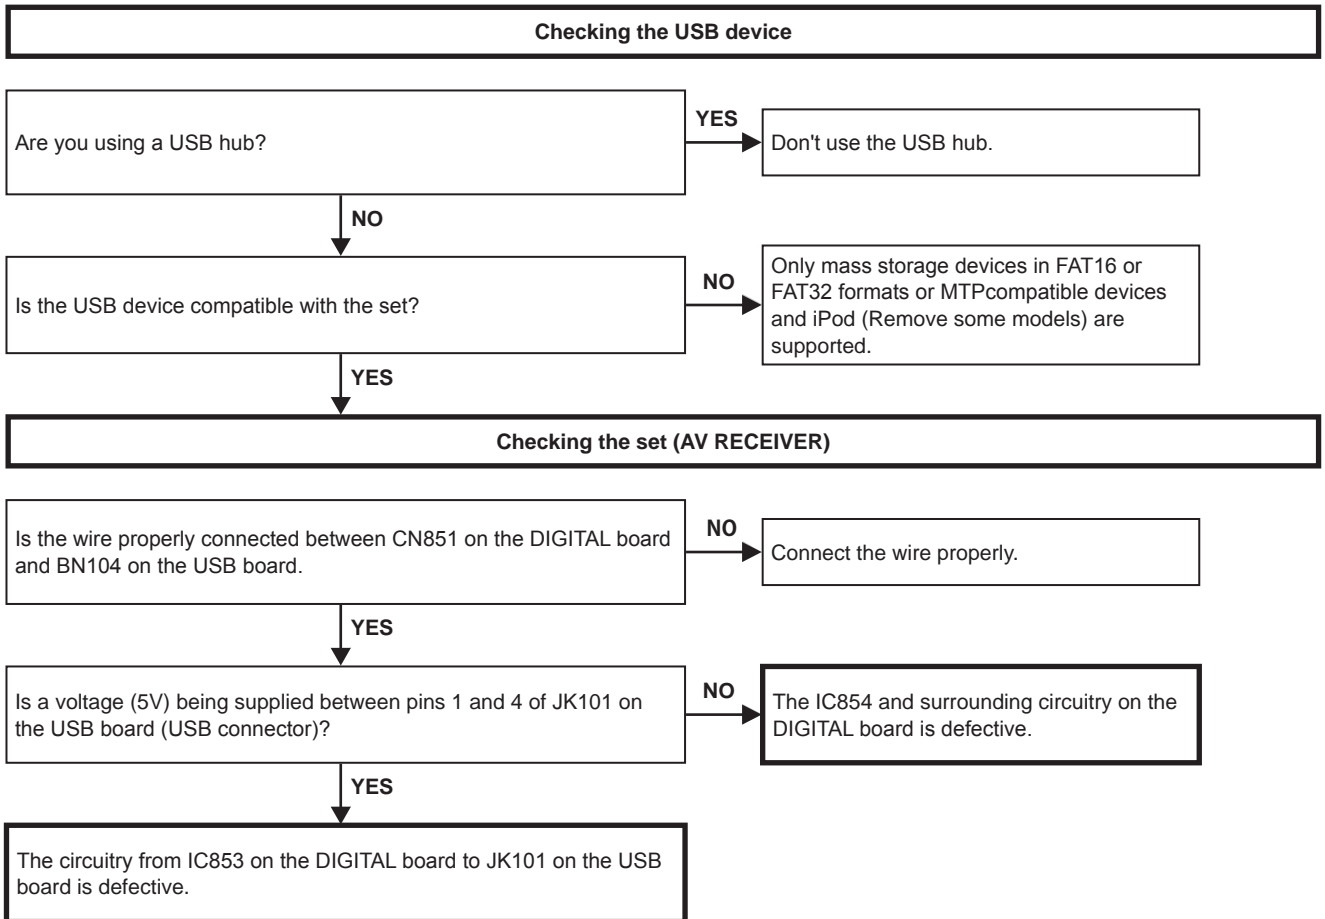 Checking the USB device
Are you using a USB hub?
YES
Don't use the USB hub.
NO
Is the USB device compatible with the set?
NO
Only mass storage devices in FAT16 or
FAT32 formats or MTPcompatible devices
and iPod (Remove some models) are
supported.
YES
Checking the set (AV RECEIVER)
Is the wire properly connected between CN851 on the DIGITAL board
and BN104 on the USB board.
NO
Connect the wire properly.
YES
Is a voltage (5V) being supplied between pins 1 and 4 of JK101 on
the USB board (USB connector)?
NO
The IC854 and surrounding circuitry on the
DIGITAL board is defective.
YES
The circuitry from IC853 on the DIGITAL board to JK101 on the USB
board is defective.